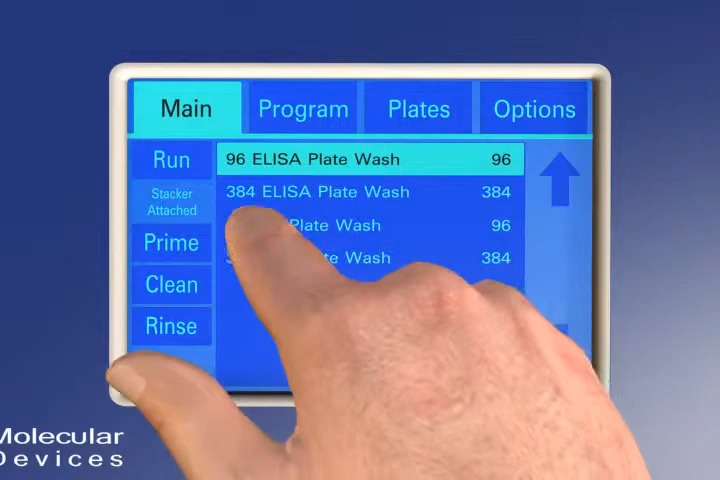 Main Program Plates Options
Run
96 ELISA Plate Wash 96
Stacker
Attached
384 ELISA Plate Wash 384
Plate Wash 96
Prime
Wash 384
Clean
Rinse
Molecular
Devices